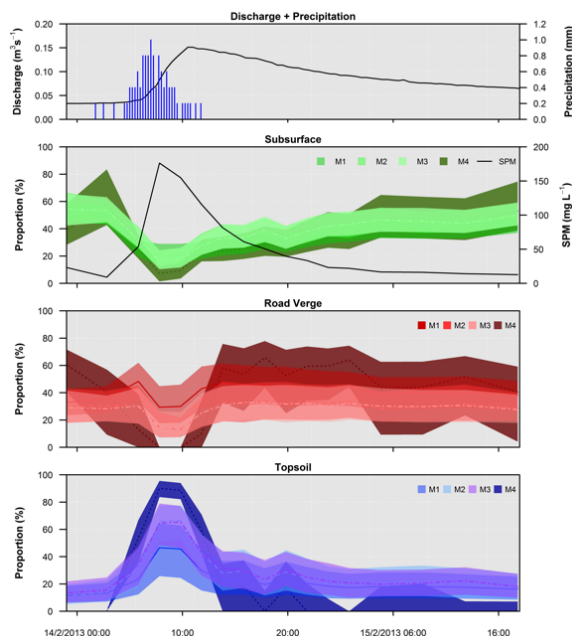 Discharge + Precipitation
Discharge (m³s⁻¹)
0.20
0.15
0.10
0.05
0.00
1.2
1.0
0.8
0.6
0.4
0.2
0.0
Precipitation (mm)
Subsurface
Proportion (%)
100
80
60
40
20
0
M1 M2 M3 M4 SPM
200
150
100
50
0
SPM (mg L⁻¹)
Road Verge
Proportion (%)
100
80
60
40
20
0
M1 M2 M3 M4
Topsoil
Proportion (%)
100
80
60
40
20
0
M1 M2 M3 M4
14/2/2013 00:00 10:00 20:00 15/2/2013 06:00 16:00